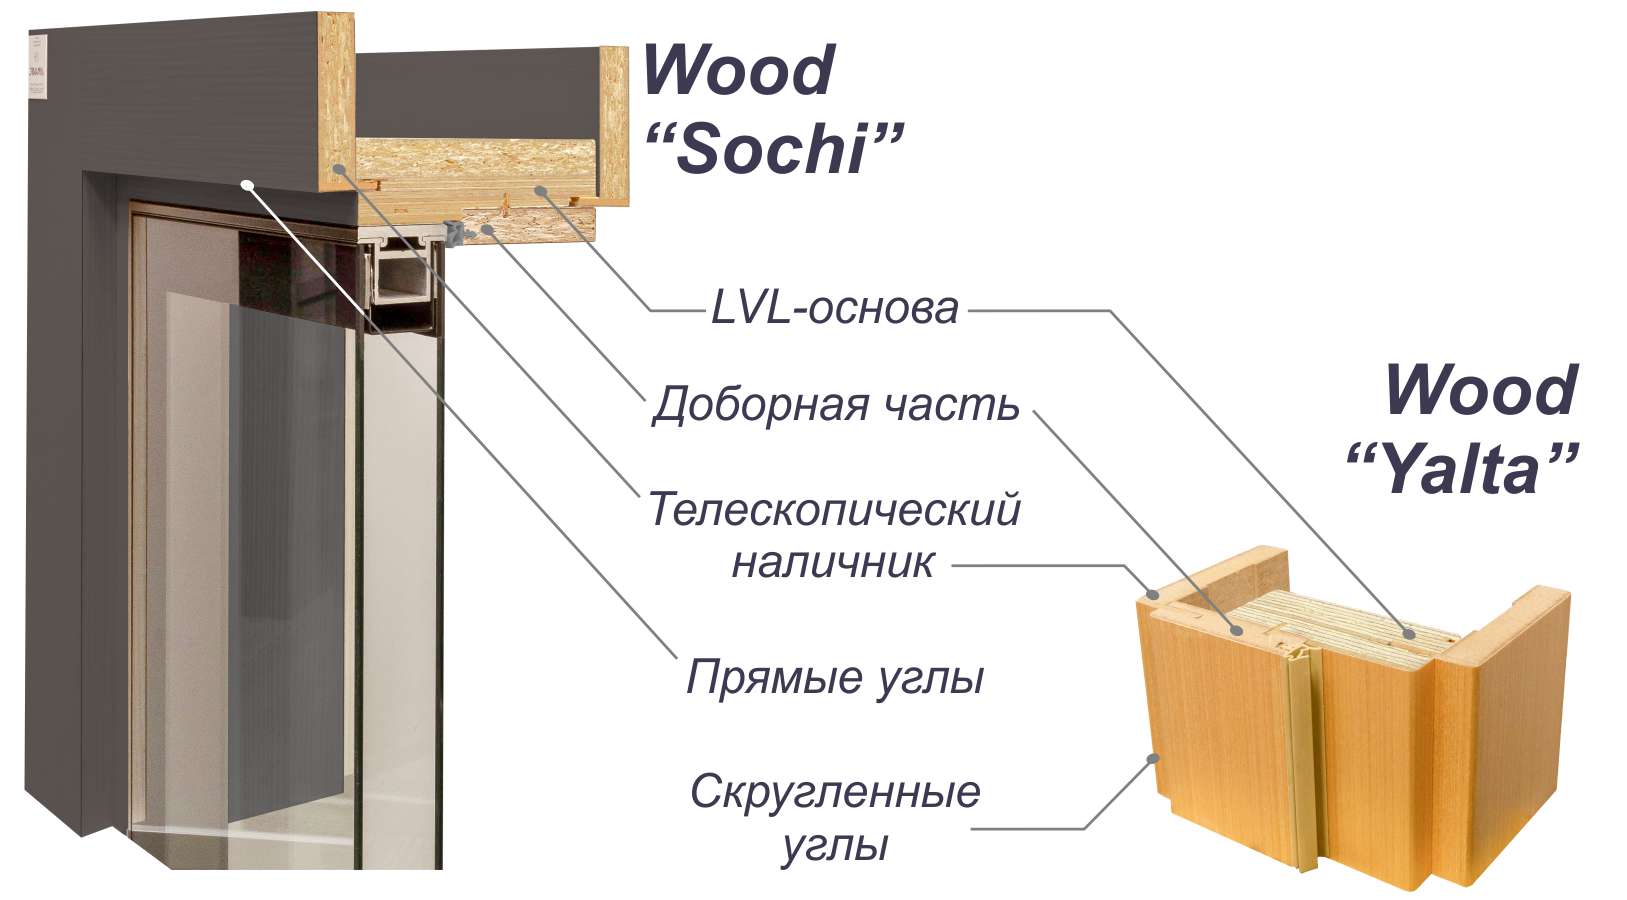 Wood
“Sochi”
LVL-основа
Доборная часть
Wood
“Yalta”
Телескопический
наличник
Прямые углы
Скругленные
углы